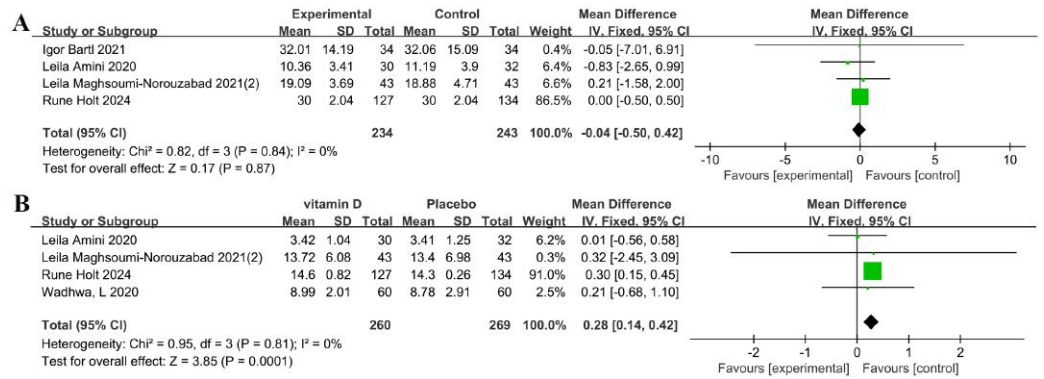 A
Experimental Control Mean Difference Mean Difference
Study or Subgroup Mean SD Total Mean SD Total Weight IV, Fixed, 95% CI IV, Fixed, 95% CI
Igor Bartl 2021 32.01 14.19 34 32.06 15.09 34 0.4% -0.05 [-7.01, 6.91]
Leila Amini 2020 10.36 3.41 30 11.19 3.9 32 6.4% -0.83 [-2.65, 0.99]
Leila Maghsoumi-Norouzabad 2021(2) 19.09 3.69 43 18.88 4.71 43 6.6% 0.21 [-1.58, 2.00]
Rune Holt 2024 30 2.04 127 30 2.04 134 86.5% 0.00 [-0.50, 0.50]
Total (95% CI) 234 243 100.0% -0.04 [-0.50, 0.42]
Heterogeneity: Chi² = 0.82, df = 3 (P = 0.84); I² = 0%
Test for overall effect: Z = 0.17 (P = 0.87)
-10 -5 0 5 10
Favours [experimental] Favours [control]
B
vitamin D Placebo Mean Difference Mean Difference
Study or Subgroup Mean SD Total Mean SD Total Weight IV, Fixed, 95% CI IV, Fixed, 95% CI
Leila Amini 2020 3.42 1.04 30 3.41 1.25 32 6.2% 0.01 [-0.56, 0.58]
Leila Maghsoumi-Norouzabad 2021(2) 13.72 6.08 43 13.4 6.98 43 0.3% 0.32 [-2.45, 3.09]
Rune Holt 2024 14.6 0.82 127 14.3 0.26 134 91.0% 0.30 [0.15, 0.45]
Wadhwa, L 2020 8.99 2.01 60 8.78 2.91 60 2.5% 0.21 [-0.68, 1.10]
Total (95% CI) 260 269 100.0% 0.28 [0.14, 0.42]
Heterogeneity: Chi² = 0.95, df = 3 (P = 0.81); I² = 0%
Test for overall effect: Z = 3.85 (P = 0.0001)
-2 -1 0 1 2
Favours [experimental] Favours [control]